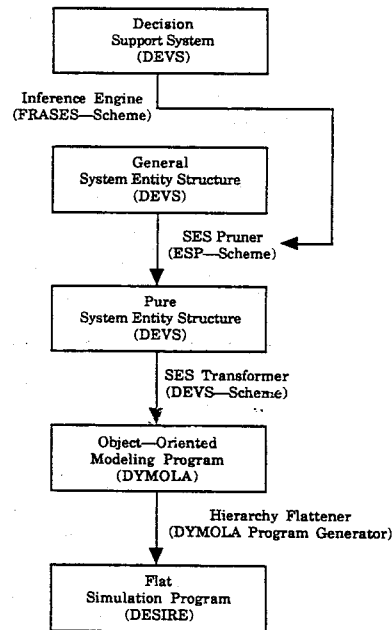 Decision
Support System
(DEVS)
Inference Engine
(FRASES—Scheme)
General
System Entity Structure
(DEVS)
SES Pruner
(ESP—Scheme)
Pure
System Entity Structure
(DEVS)
SES Transformer
(DEVS—Scheme)
Object—Oriented
Modeling Program
(DYMOLA)
Hierarchy Flattener
(DYMOLA Program Generator)
Flat
Simulation Program
(DESIRE)